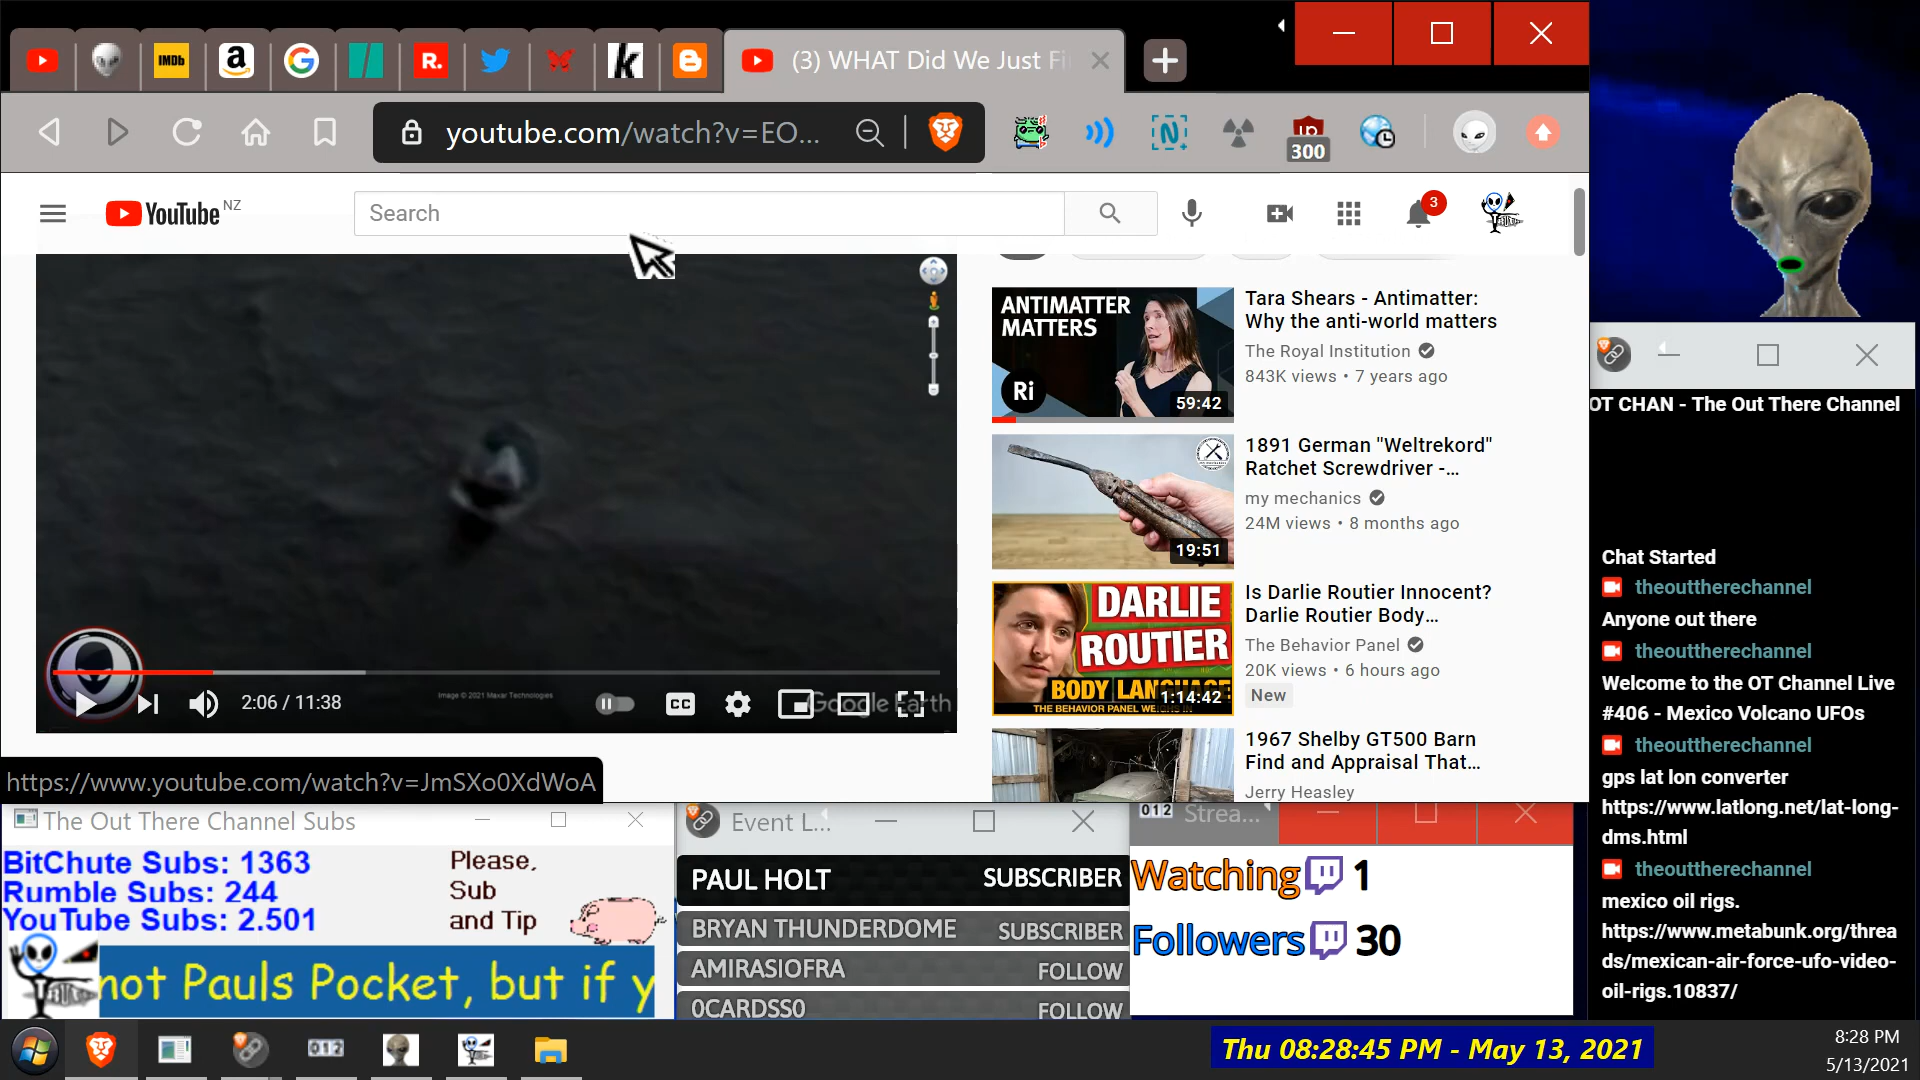 IMDb
a
R.
k
(3) WHAT Did We Just Fi
youtube.com/watch?v=EO...
N
300
YouTube NZ
Search
3
ANTIMATTER
MATTERS
Ri
59:42
Tara Shears - Antimatter:
Why the anti-world matters
The Royal Institution
843K views • 7 years ago
1891 German "Weltrekord"
Ratchet Screwdriver -...
my mechanics
24M views • 8 months ago
19:51
DARLIE
ROUTIER
BODY LANGUAGE
THE BEHAVIOR PANEL WEIGHS IN
1:14:42
Is Darlie Routier Innocent?
Darlie Routier Body...
The Behavior Panel
20K views • 6 hours ago
New
1967 Shelby GT500 Barn
Find and Appraisal That...
Jerry Heasley
2:06 / 11:38
Image © 2021 Maxar Technologies
CC
Google Earth
https://www.youtube.com/watch?v=JmSXo0XdWoA
The Out There Channel Subs
BitChute Subs: 1363
Rumble Subs: 244
YouTube Subs: 2.501
Please,
Sub
and Tip
not Pauls Pocket, but if y
Event L...
PAUL HOLT SUBSCRIBER
BRYAN THUNDERDOME SUBSCRIBER
AMIRASIOFRA FOLLOW
0CARDSS0 FOLLOW
012 Strea...
Watching 1
Followers 30
OT CHAN - The Out There Channel
Chat Started
theouttherechannel
Anyone out there
theouttherechannel
Welcome to the OT Channel Live
#406 - Mexico Volcano UFOs
theouttherechannel
gps lat lon converter
https://www.latlong.net/lat-long-
dms.html
theouttherechannel
mexico oil rigs.
https://www.metabunk.org/threa
ds/mexican-air-force-ufo-video-
oil-rigs.10837/
012
Thu 08:28:45 PM - May 13, 2021
8:28 PM
5/13/2021